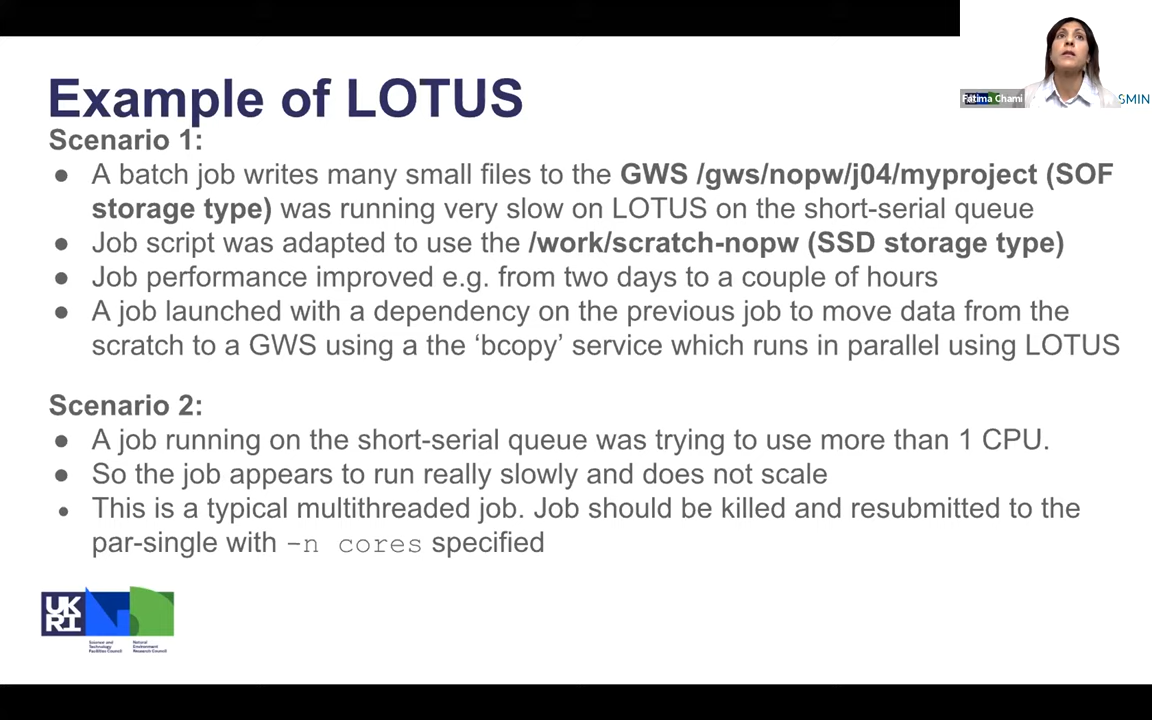 Example of LOTUS
Fatima Chami
SMIN
Scenario 1:
● A batch job writes many small files to the GWS /gws/nopw/j04/myproject (SOF
storage type) was running very slow on LOTUS on the short-serial queue
● Job script was adapted to use the /work/scratch-nopw (SSD storage type)
● Job performance improved e.g. from two days to a couple of hours
● A job launched with a dependency on the previous job to move data from the
scratch to a GWS using a the ‘bcopy’ service which runs in parallel using LOTUS
Scenario 2:
● A job running on the short-serial queue was trying to use more than 1 CPU.
● So the job appears to run really slowly and does not scale
● This is a typical multithreaded job. Job should be killed and resubmitted to the
par-single with -n cores specified
UK
RI
Science and
Technology
Facilities Council
Natural
Environment
Research Council